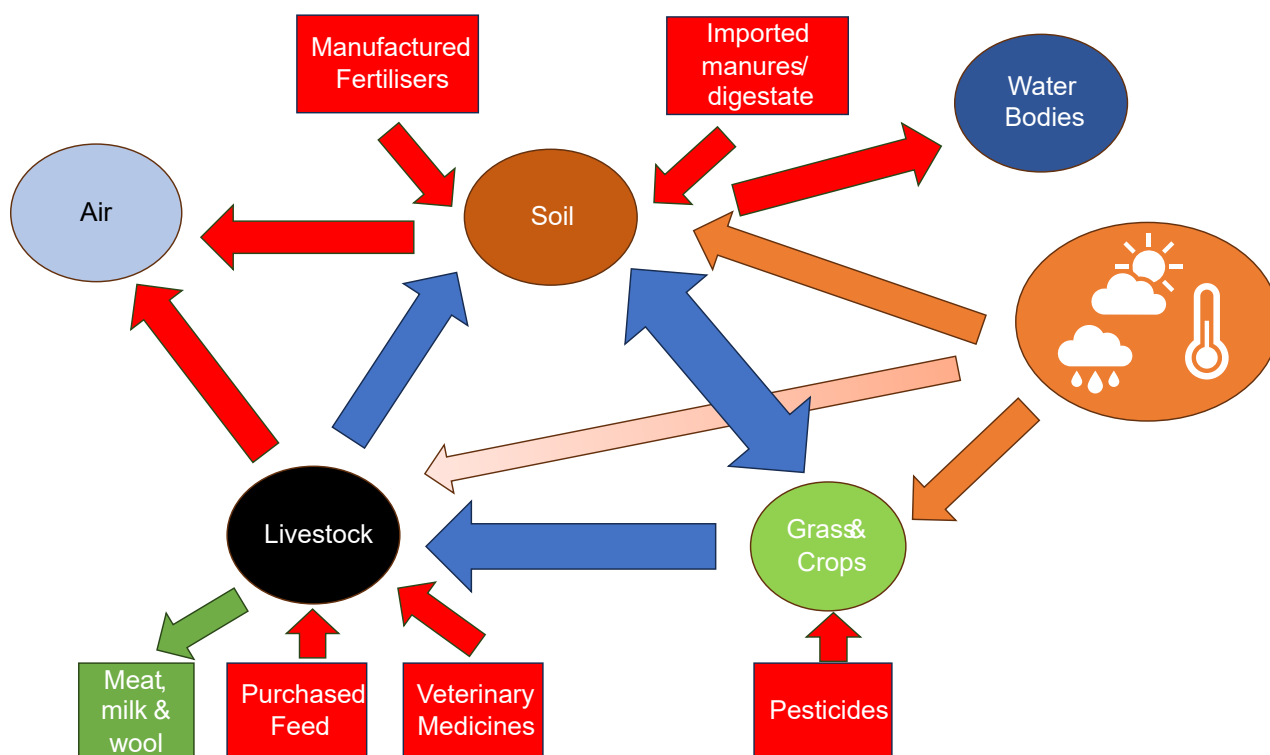 Manufactured
Fertilisers
Imported
manures/
digestate
Water
Bodies
Air
Soil
Livestock
Grass&
Crops
Meat,
milk &
wool
Purchased
Feed
Veterinary
Medicines
Pesticides